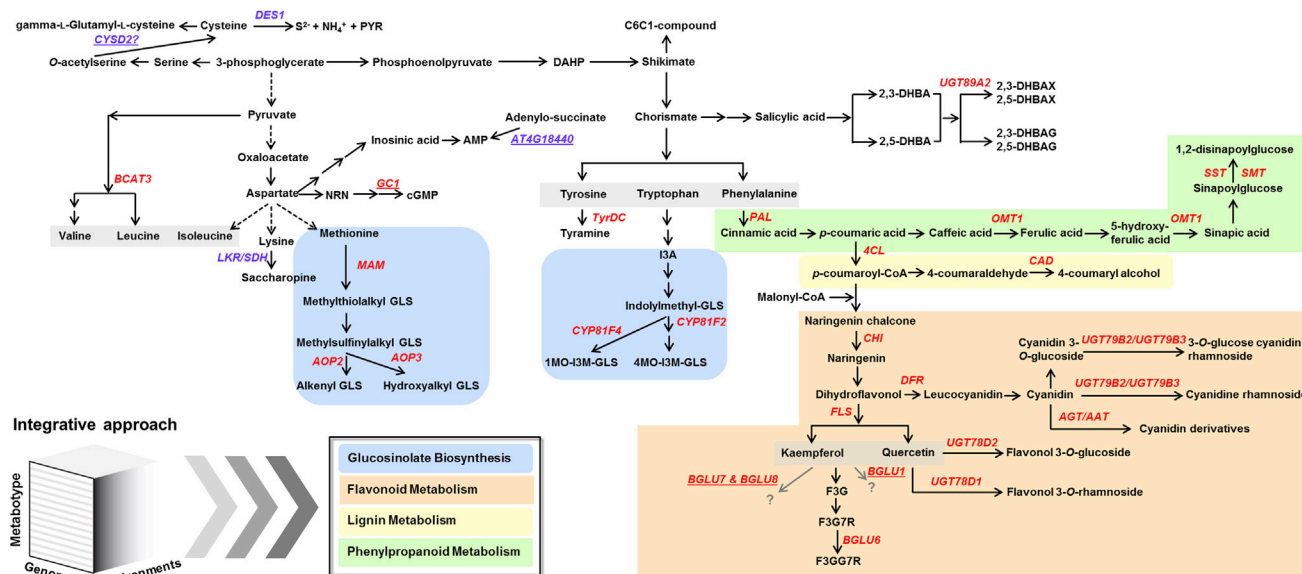 DES1
C6C1-compound
gamma-L-Glutamyl-L-cysteine
Cysteine
S²⁻ + NH₄⁺ + PYR
CYSD2?
O-acetylserine
Serine
3-phosphoglycerate
Phosphoenolpyruvate
DAHP
Shikimate
UGT89A2
2,3-DHBA
2,3-DHBAX
2,5-DHBAX
Pyruvate
Adenylo-succinate
Chorismate
Salicylic acid
Inosinic acid
AMP
AT4G18440
2,5-DHBA
2,3-DHBAG
2,5-DHBAG
Oxaloacetate
1,2-disinapoylglucose
BCAT3
Aspartate
NRN
GC1
cGMP
SST
SMT
Tyrosine
Tryptophan
Phenylalanine
Sinapoylglucose
TyrDC
PAL
OMT1
OMT1
Valine
Leucine
Isoleucine
Lysine
Methionine
Tyramine
Cinnamic acid
p-coumaric acid
Caffeic acid
Ferulic acid
5-hydroxy-
ferulic acid
Sinapic acid
LKR/SDH
Saccharopine
MAM
I3A
4CL
CAD
p-coumaroyl-CoA
4-coumaraldehyde
4-coumaryl alcohol
Methylthiolalkyl GLS
Indolylmethyl-GLS
Malonyl-CoA
CYP81F4
CYP81F2
Naringenin chalcone
Methylsulfinylalkyl GLS
CHI
Cyanidin 3-
O-glucoside
UGT79B2/UGT79B3
3-O-glucose cyanidin
rhamnoside
AOP2
AOP3
1MO-I3M-GLS
4MO-I3M-GLS
Naringenin
Alkenyl GLS
Hydroxyalkyl GLS
DFR
UGT79B2/UGT79B3
Dihydroflavonol
Leucocyanidin
Cyanidin
Cyanidine rhamnoside
FLS
AGT/AAT
Cyanidin derivatives
Integrative approach
UGT78D2
Kaempferol
Quercetin
Flavonol 3-O-glucoside
Glucosinolate Biosynthesis
BGLU7 & BGLU8
BGLU1
UGT78D1
?
F3G
?
Flavonol 3-O-rhamnoside
Flavonoid Metabolism
Metabotype
F3G7R
Lignin Metabolism
BGLU6
Phenylpropanoid Metabolism
F3GG7R